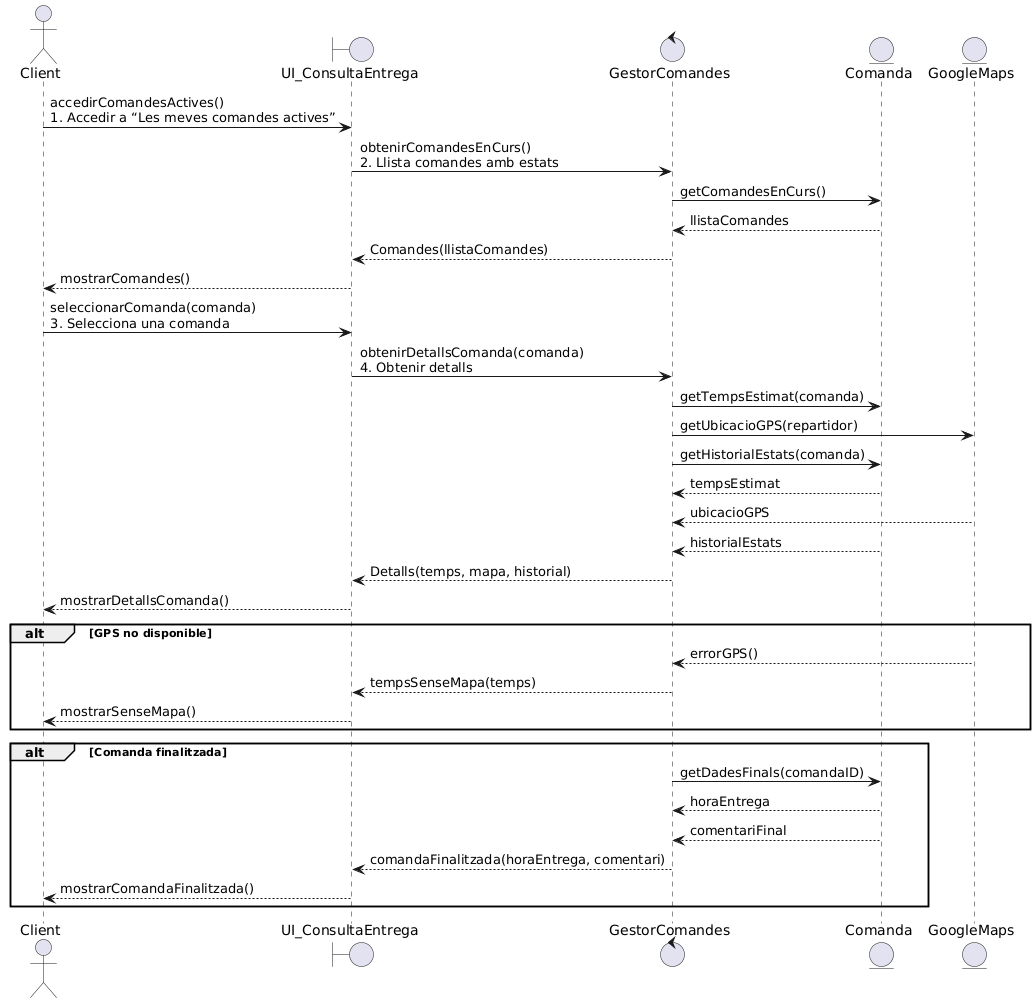 Client
UI_ConsultaEntrega
GestorComandes
Comanda
GoogleMaps
accedirComandesActives()
1. Accedir a “Les meves comandes actives”
obtenirComandesEnCurs()
2. Llista comandes amb estats
getComandesEnCurs()
llistaComandes
Comandes(llistaComandes)
mostrarComandes()
seleccionarComanda(comanda)
3. Selecciona una comanda
obtenirDetallsComanda(comanda)
4. Obtenir detalls
getTempsEstimat(comanda)
getUbicacioGPS(repartidor)
getHistorialEstats(comanda)
tempsEstimat
ubicacioGPS
historialEstats
Detalls(temps, mapa, historial)
mostrarDetallsComanda()
alt [GPS no disponible]
errorGPS()
tempsSenseMapa(temps)
mostrarSenseMapa()
alt [Comanda finalitzada]
getDadesFinals(comandaID)
horaEntrega
comentariFinal
comandaFinalitzada(horaEntrega, comentari)
mostrarComandaFinalitzada()
Client
UI_ConsultaEntrega
GestorComandes
Comanda
GoogleMaps